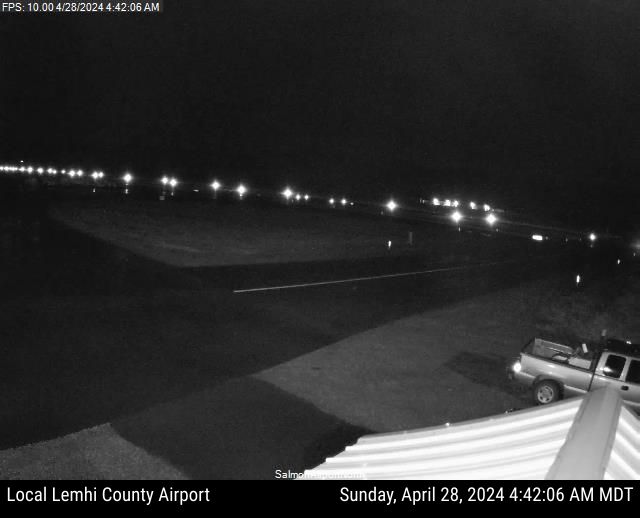 FPS: 10.00 4/28/2024 4:42:06 AM
Local Lemhi County Airport
Sunday, April 28, 2024 4:42:06 AM MDT